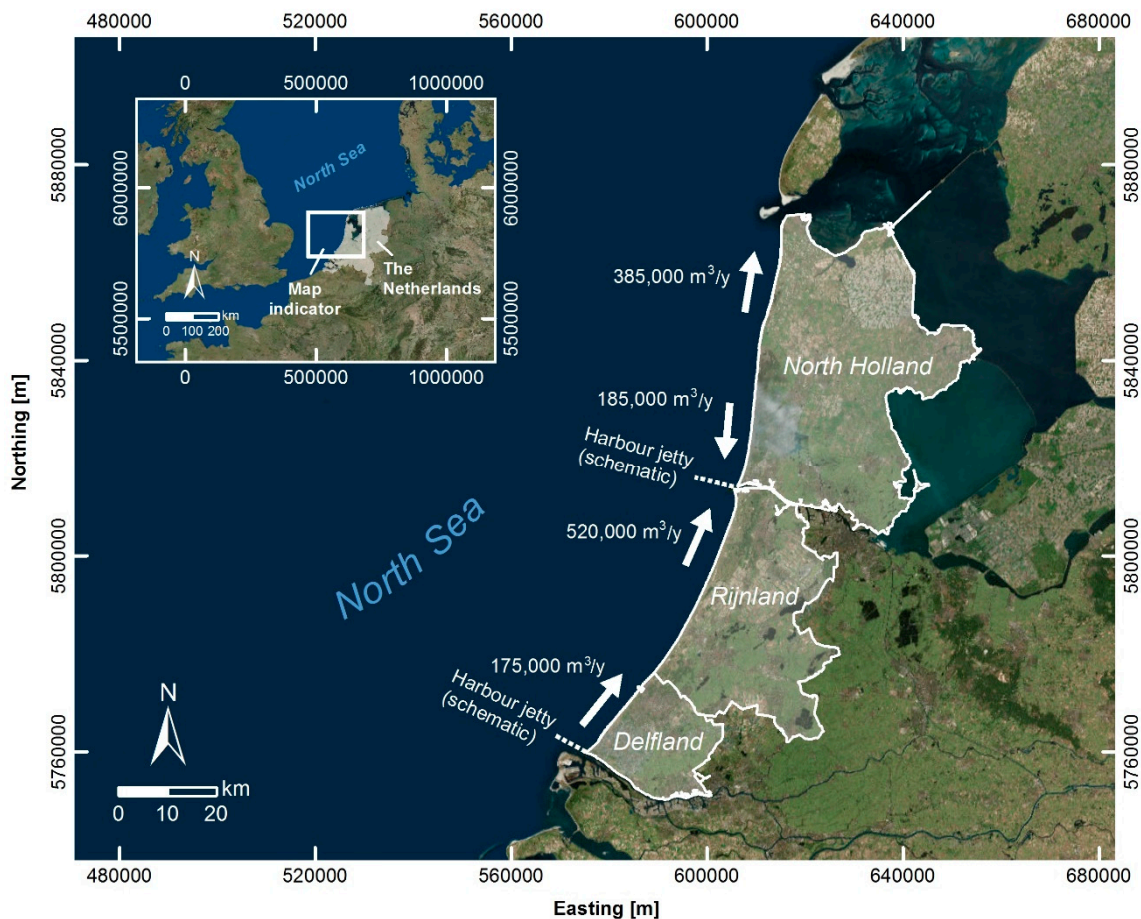 480000 520000 560000 600000 640000 680000
0 500000 1000000
North Sea
6000000
6000000
N
The
Netherlands
Map
indicator
km
0 100 200
5500000
5500000
0 500000 1000000
5880000
5880000
385,000 m³/y
North Holland
5840000
5840000
185,000 m³/y
Harbour jetty
(schematic)
520,000 m³/y
North Sea
5800000
5800000
Rijnland
175,000 m³/y
Harbour jetty
(schematic)
Delfland
N
5760000
5760000
km
0 10 20
Northing [m]
480000 520000 560000 600000 640000 680000
Easting [m]